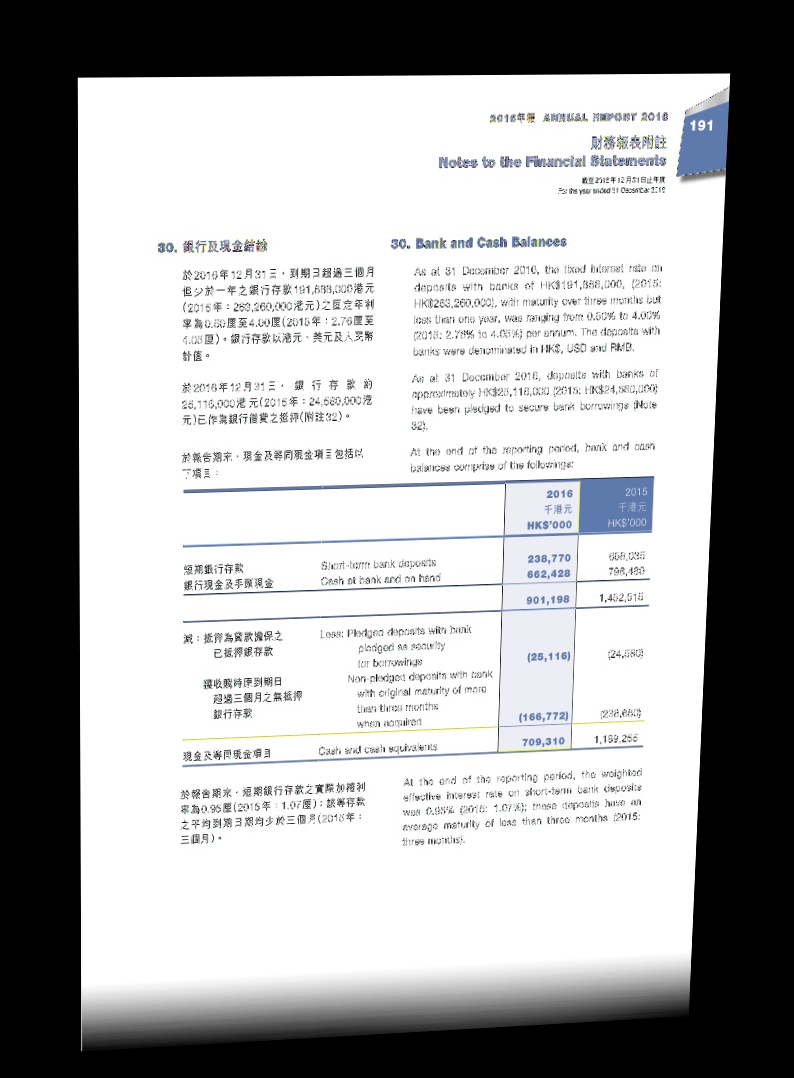 2016年報 ANNUAL REPORT 2016
191
財務報表附註
Notes to the Financial Statements
截至2016年12月31日止年度
For the year ended 31 December 2016
30. 銀行及現金結餘
於2016年12月31日，到期日超過三個月
但少於一年之銀行存款191,888,000港元
(2015年：263,260,000港元)之固定年利
率為0.50厘至4.00厘(2015年：2.76厘至
4.05厘)。銀行存款以港元、美元及人民幣
計值。
於2016年12月31日，銀行存款約
25,116,000港元(2015年：24,580,000港
元)已作為銀行借貸之抵押(附註32)。
於報告期末，現金及等同現金項目包括以
下項目：
30. Bank and Cash Balances
As at 31 December 2016, the fixed interest rate on
deposits with banks of HK$191,888,000, (2015:
HK$263,260,000), with maturity over three months but
less than one year, was ranging from 0.50% to 4.00%
(2015: 2.76% to 4.05%) per annum. The deposits with
banks were denominated in HK$, USD and RMB.
As at 31 December 2016, deposits with banks of
approximately HK$25,116,000 (2015: HK$24,580,000)
have been pledged to secure bank borrowings (Note
32).
At the end of the reporting period, bank and cash
balances comprise of the followings:
2016 2015
千港元 千港元
HK$'000 HK$'000
短期銀行存款 Short-term bank deposits 238,770
銀行現金及手頭現金 Cash at bank and on hand 662,428
901,198 1,452,515
減：抵押為貸款擔保之 Less: Pledged deposits with bank
已抵押銀存款 pledged as security
for borrowings (25,116) (24,580)
獲收購時原到期日 Non-pledged deposits with bank
超過三個月之無抵押 with original maturity of more
銀行存款 than three months
when acquired (166,772) (238,680)
現金及等同現金項目 Cash and cash equivalents 709,310 1,189,255
於報告期末，短期銀行存款之實際加權利
率為0.95厘(2015年：1.07厘)；該等存款
之平均到期日期均少於三個月(2015年：
三個月)。
At the end of the reporting period, the weighted
effective interest rate on short-term bank deposits
was 0.95% (2015: 1.07%); these deposits have an
average maturity of less than three months (2015:
three months).